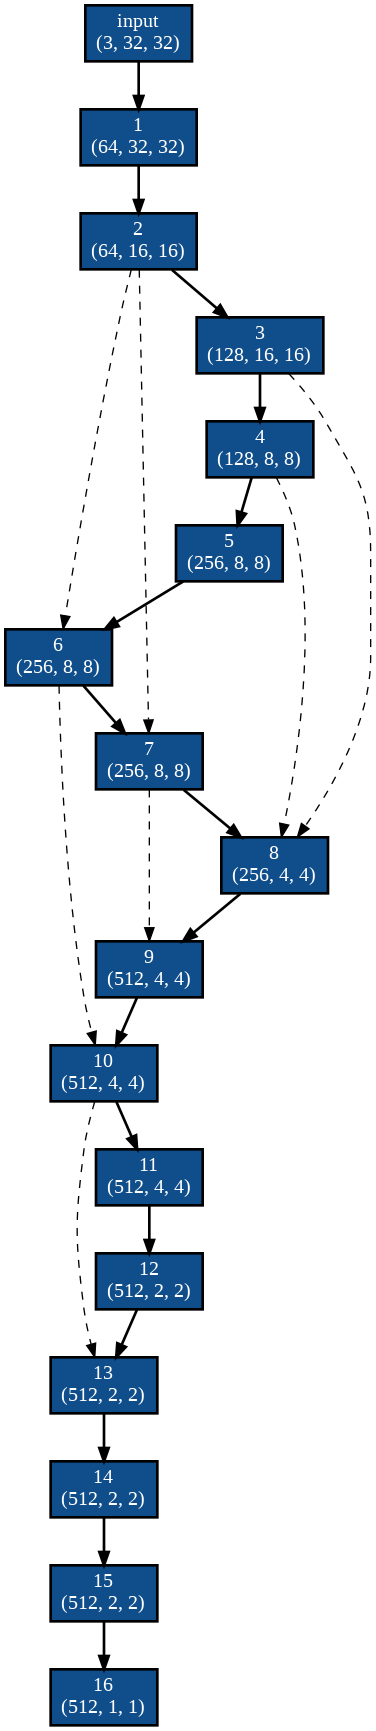 input
(3, 32, 32)
1
(64, 32, 32)
2
(64, 16, 16)
3
(128, 16, 16)
4
(128, 8, 8)
5
(256, 8, 8)
6
(256, 8, 8)
7
(256, 8, 8)
8
(256, 4, 4)
9
(512, 4, 4)
10
(512, 4, 4)
11
(512, 4, 4)
12
(512, 2, 2)
13
(512, 2, 2)
14
(512, 2, 2)
15
(512, 2, 2)
16
(512, 1, 1)